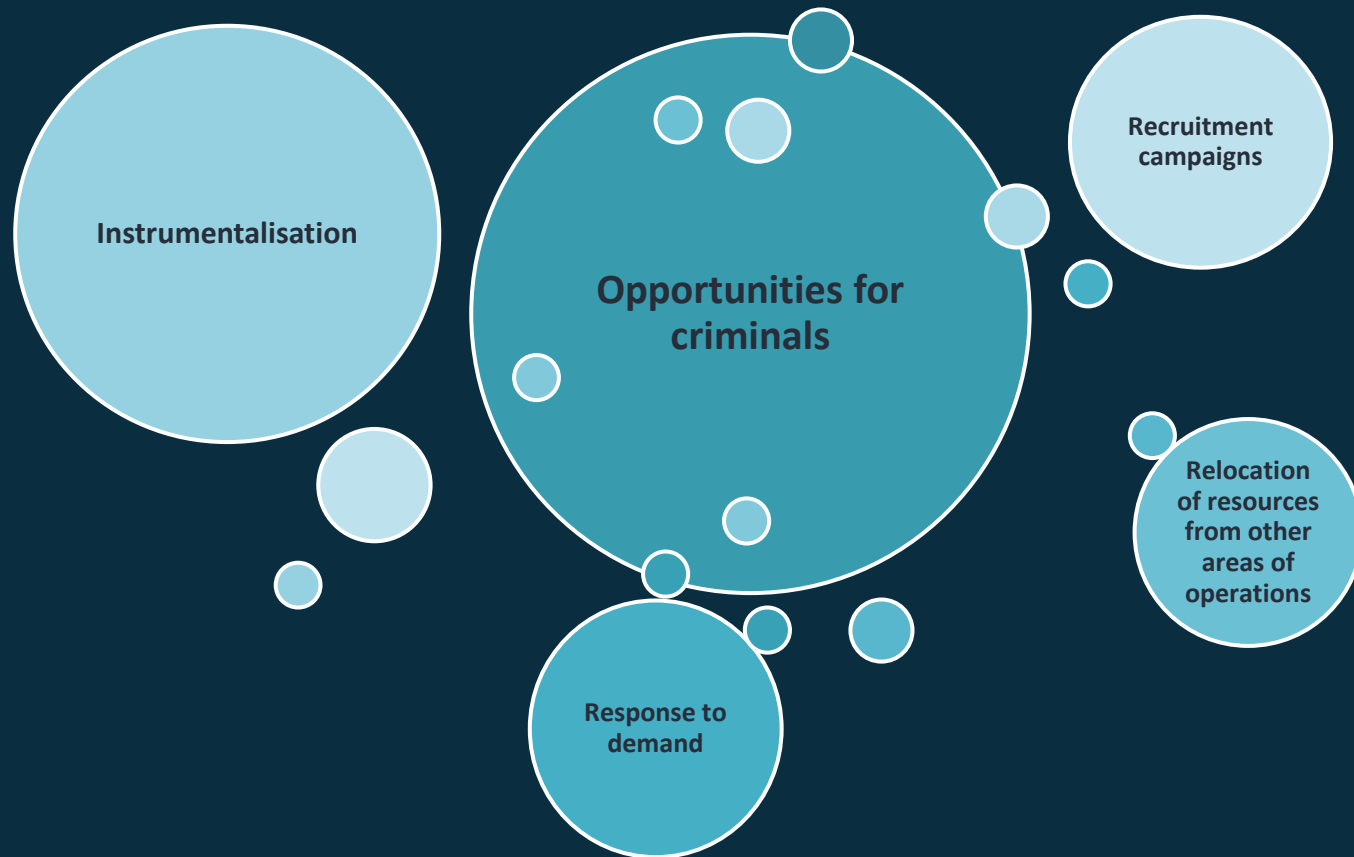 Instrumentalisation
Opportunities for
criminals
Recruitment
campaigns
Relocation
of resources
from other
areas of
operations
Response to
demand